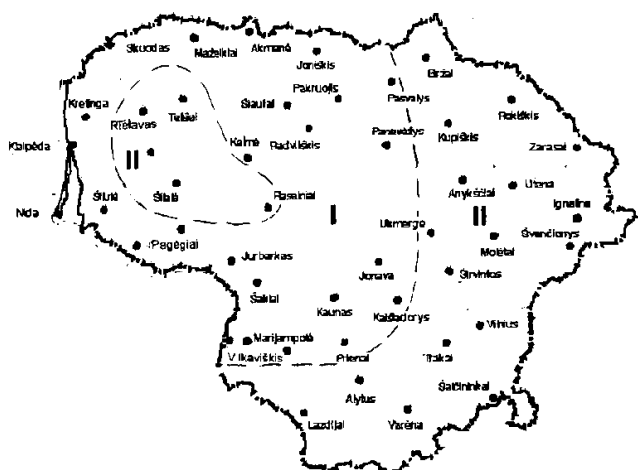 Skuodas
Mažeikiai
Akmenė
Joniškis
Biržai
Kretinga
Telšiai
Šiauliai
Pakruojis
Pasvalys
Rokiškis
Radviliškis
Panevėžys
Kupiškis
Zarasai
Klaipėda
II
Kelmė
Anykščiai
Utena
Šilutė
Šilalė
Raseiniai
Ignalina
Nida
I
II
Ukmergė
Molėtai
Švenčionys
Pagėgiai
Jurbarkas
Jonava
Širvintos
Šakiai
Kaunas
Kaišiadorys
Vilnius
Marijampolė
Vilkaviškis
Prienai
Trakai
Šalčininkai
Alytus
Lazdijai
Varėna